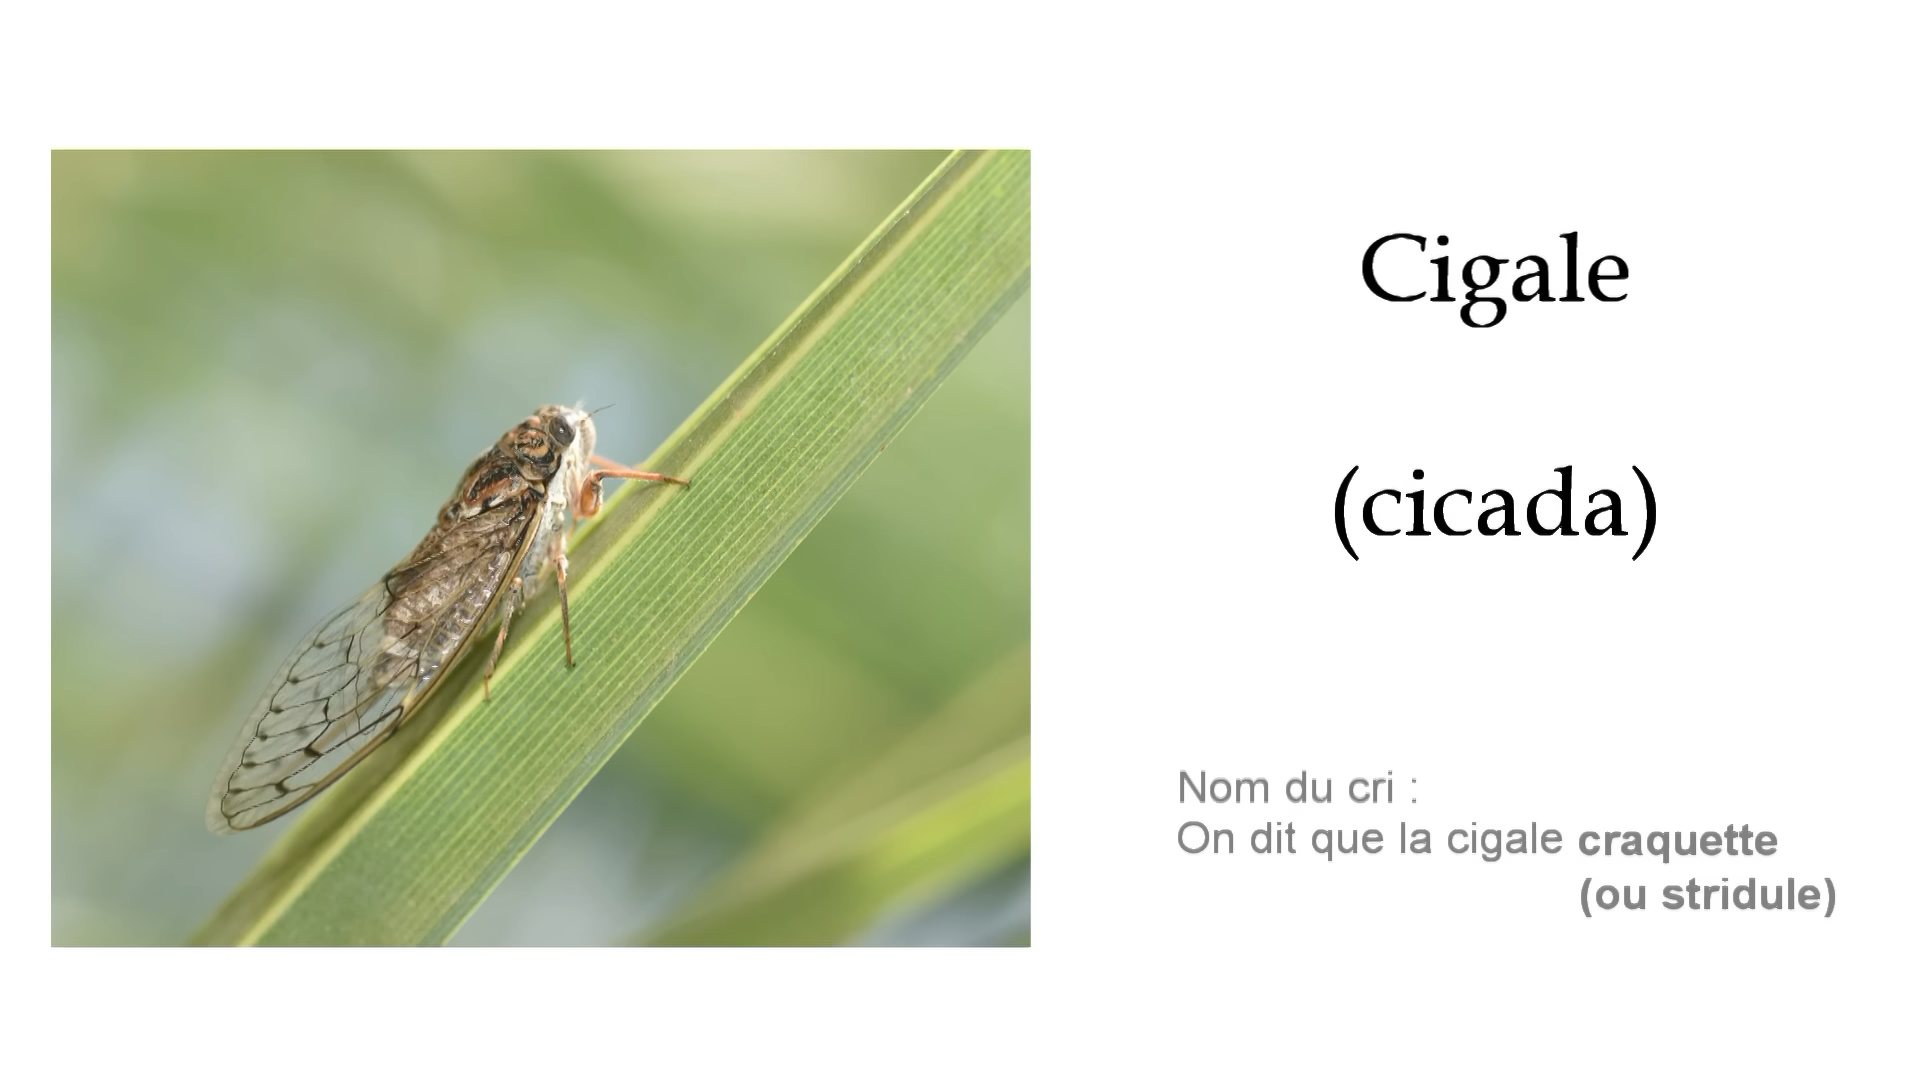 Cigale
(cicada)
Nom du cri :
On dit que la cigale craquette
(ou stridule)